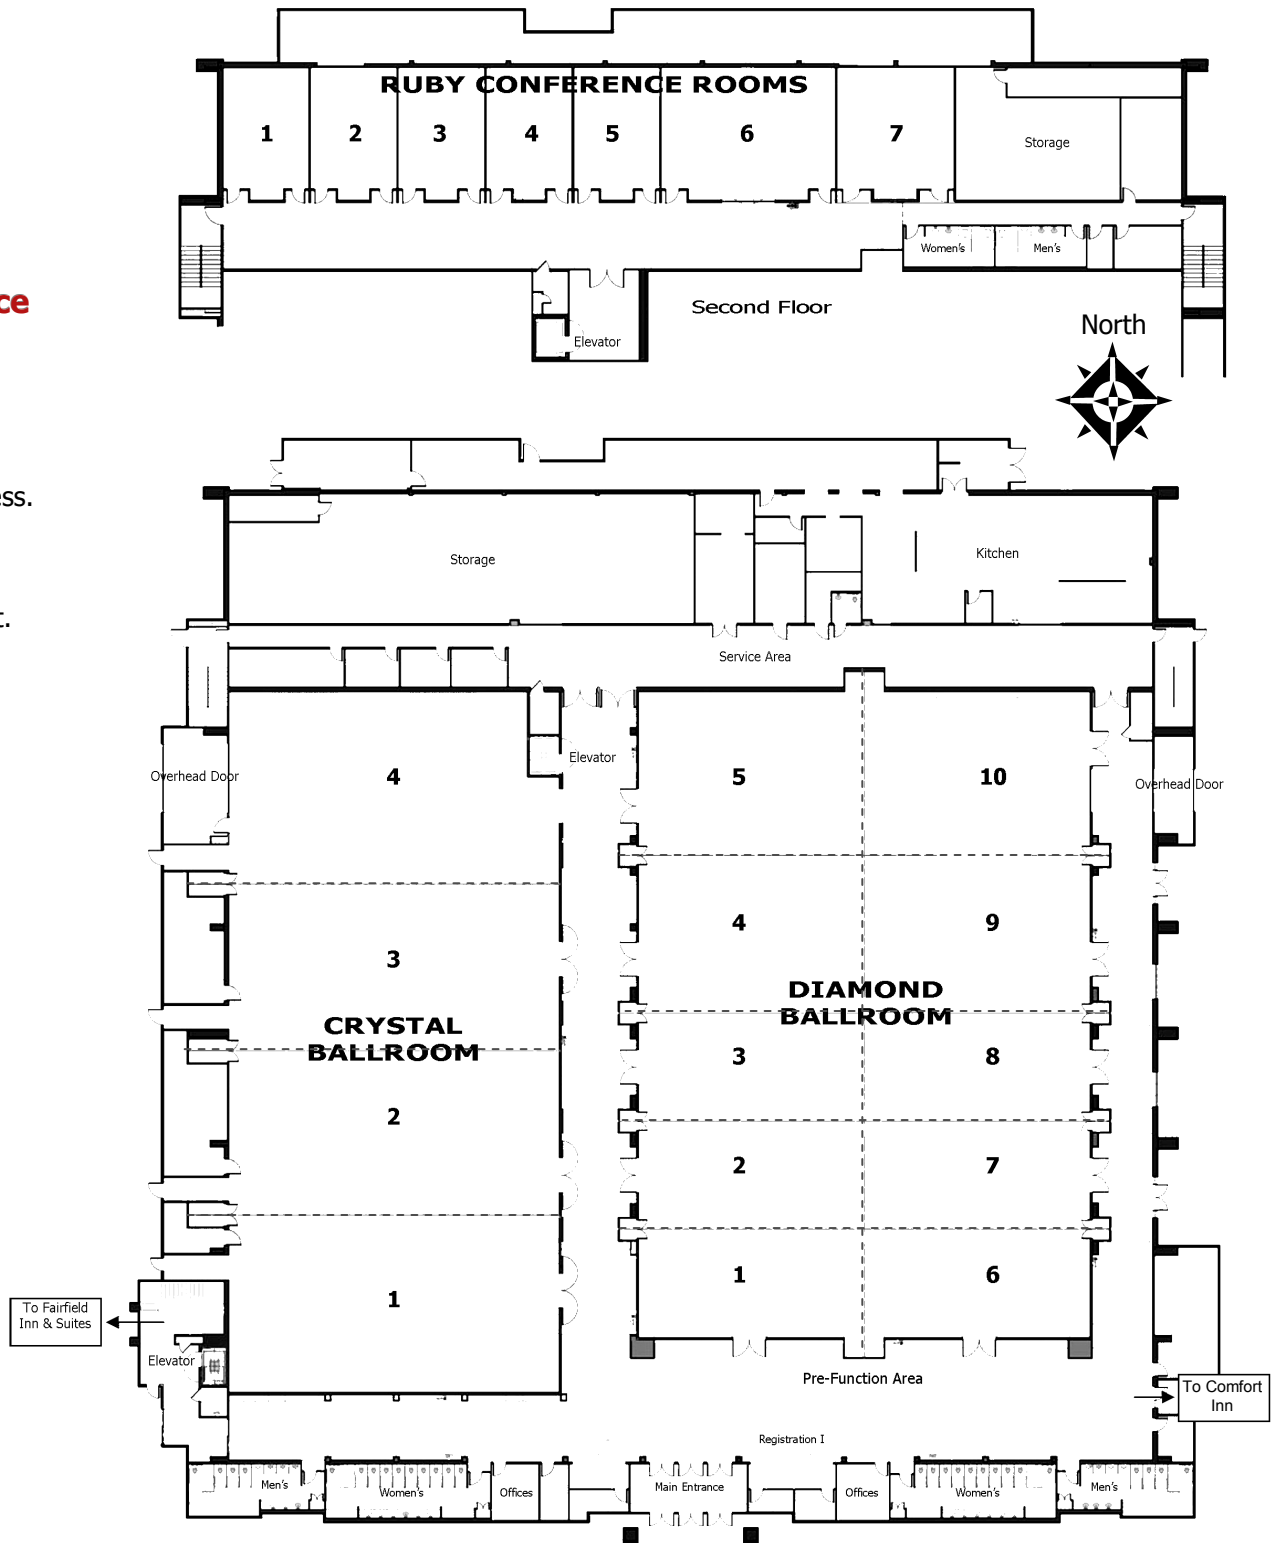 RUBY CONFERENCE ROOMS
1 2 3 4 5 6 7
Storage
Women's Men's
ce
Second Floor
North
Elevator
ess.
Storage
Kitchen
t.
Service Area
Elevator
Overhead Door
4
5
10
Overhead Door
4
9
3
DIAMOND
BALLROOM
CRYSTAL
BALLROOM
3
8
2
2
7
1
1
6
To Fairfield
Inn & Suites
Elevator
Pre-Function Area
To Comfort
Inn
Registration I
Men's
Women's
Offices
Main Entrance
Offices
Women's
Men's